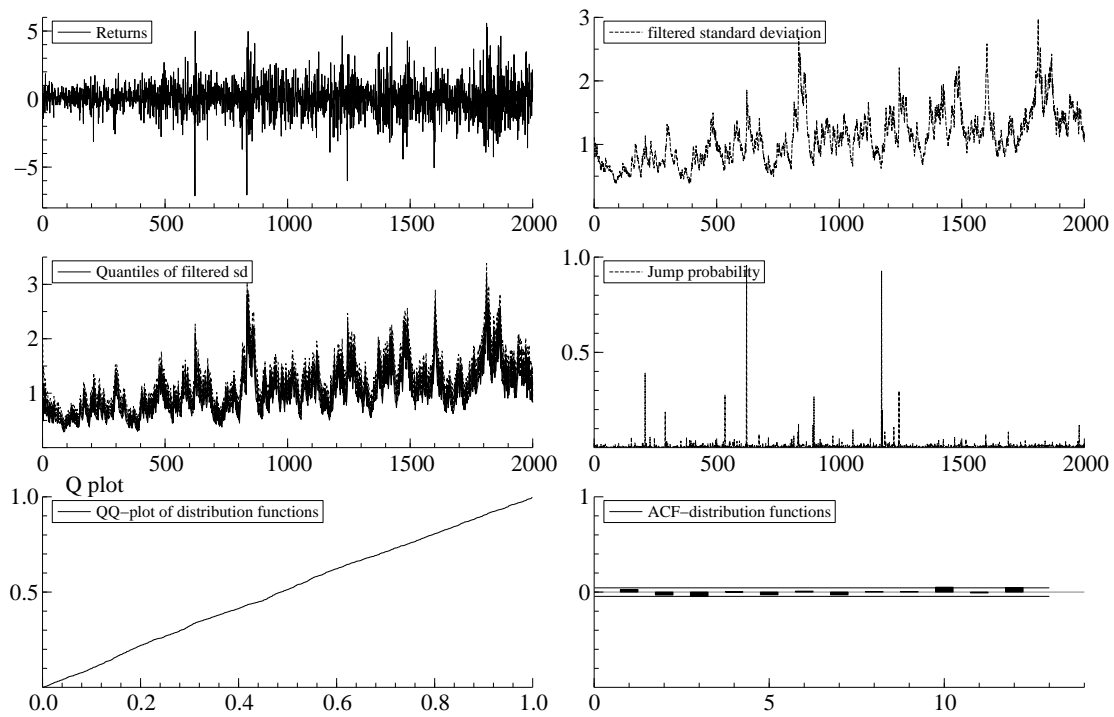 5
0
−5
Returns
0 500 1000 1500 2000
3
2
1
filtered standard deviation
0 500 1000 1500 2000
3
2
1
Quantiles of filtered sd
0 500 1000 1500 2000
1.0
0.5
Jump probability
0 500 1000 1500 2000
Q plot
1.0
0.5
QQ−plot of distribution functions
0.0 0.2 0.4 0.6 0.8 1.0
1
0
ACF−distribution functions
0 5 10